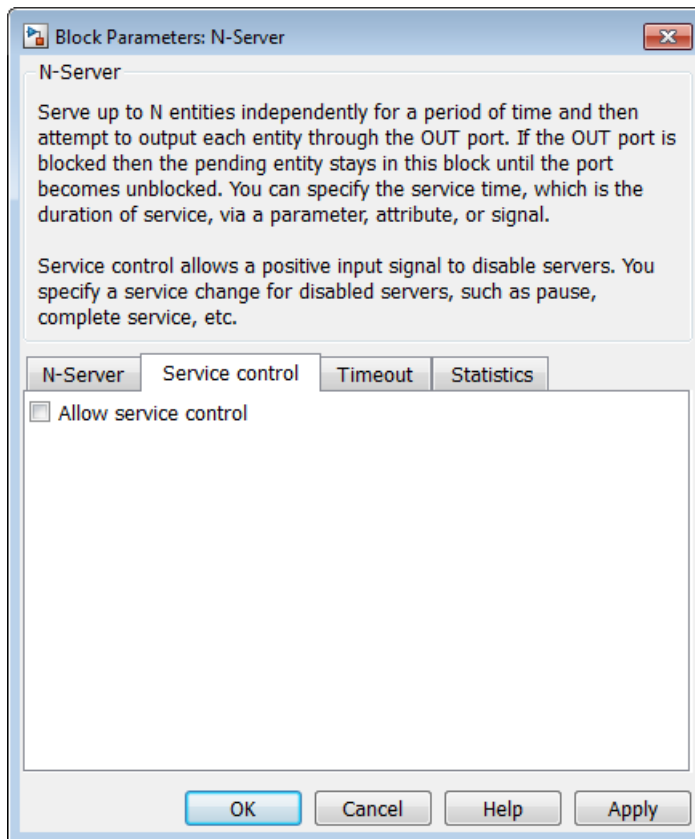 Block Parameters: N-Server
N-Server
Serve up to N entities independently for a period of time and then
attempt to output each entity through the OUT port. If the OUT port is
blocked then the pending entity stays in this block until the port
becomes unblocked. You can specify the service time, which is the
duration of service, via a parameter, attribute, or signal.
Service control allows a positive input signal to disable servers. You
specify a service change for disabled servers, such as pause,
complete service, etc.
N-Server Service control Timeout Statistics
Allow service control
OK Cancel Help Apply